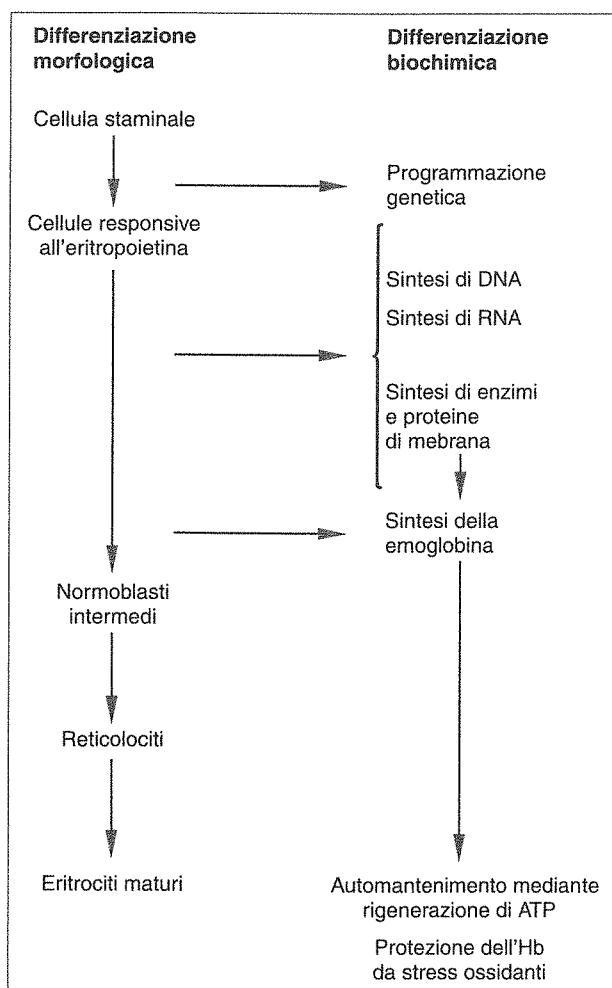 Differenziazione
morfologica
Cellula staminale
Cellule responsive
all'eritropoietina
Normoblasti
intermedi
Reticolociti
Eritrociti maturi
Differenziazione
biochimica
Programmazione
genetica
Sintesi di DNA
Sintesi di RNA
Sintesi di enzimi
e proteine
di mebrana
Sintesi della
emoglobina
Automantenimento mediante
rigenerazione di ATP
Protezione dell'Hb
da stress ossidanti